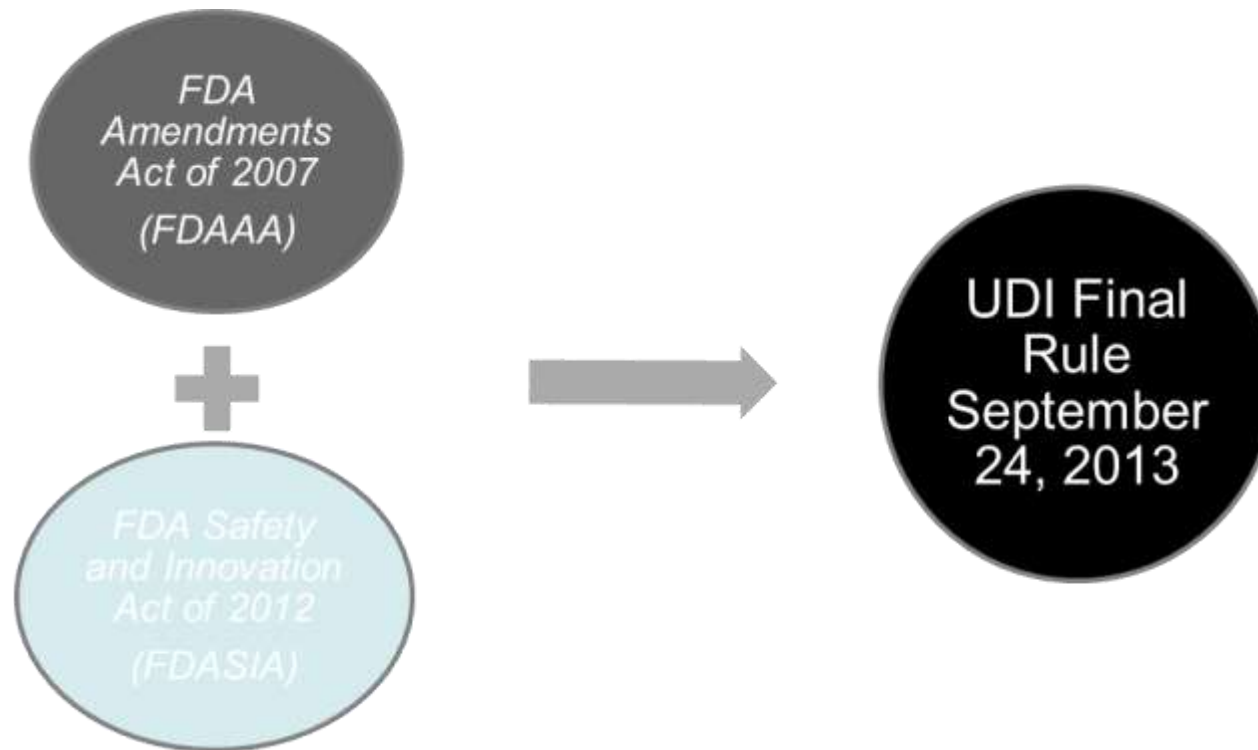 FDA
Amendments
Act of 2007
(FDAAA)
FDA Safety
and Innovation
Act of 2012
(FDASIA)
UDI Final
Rule
September
24, 2013